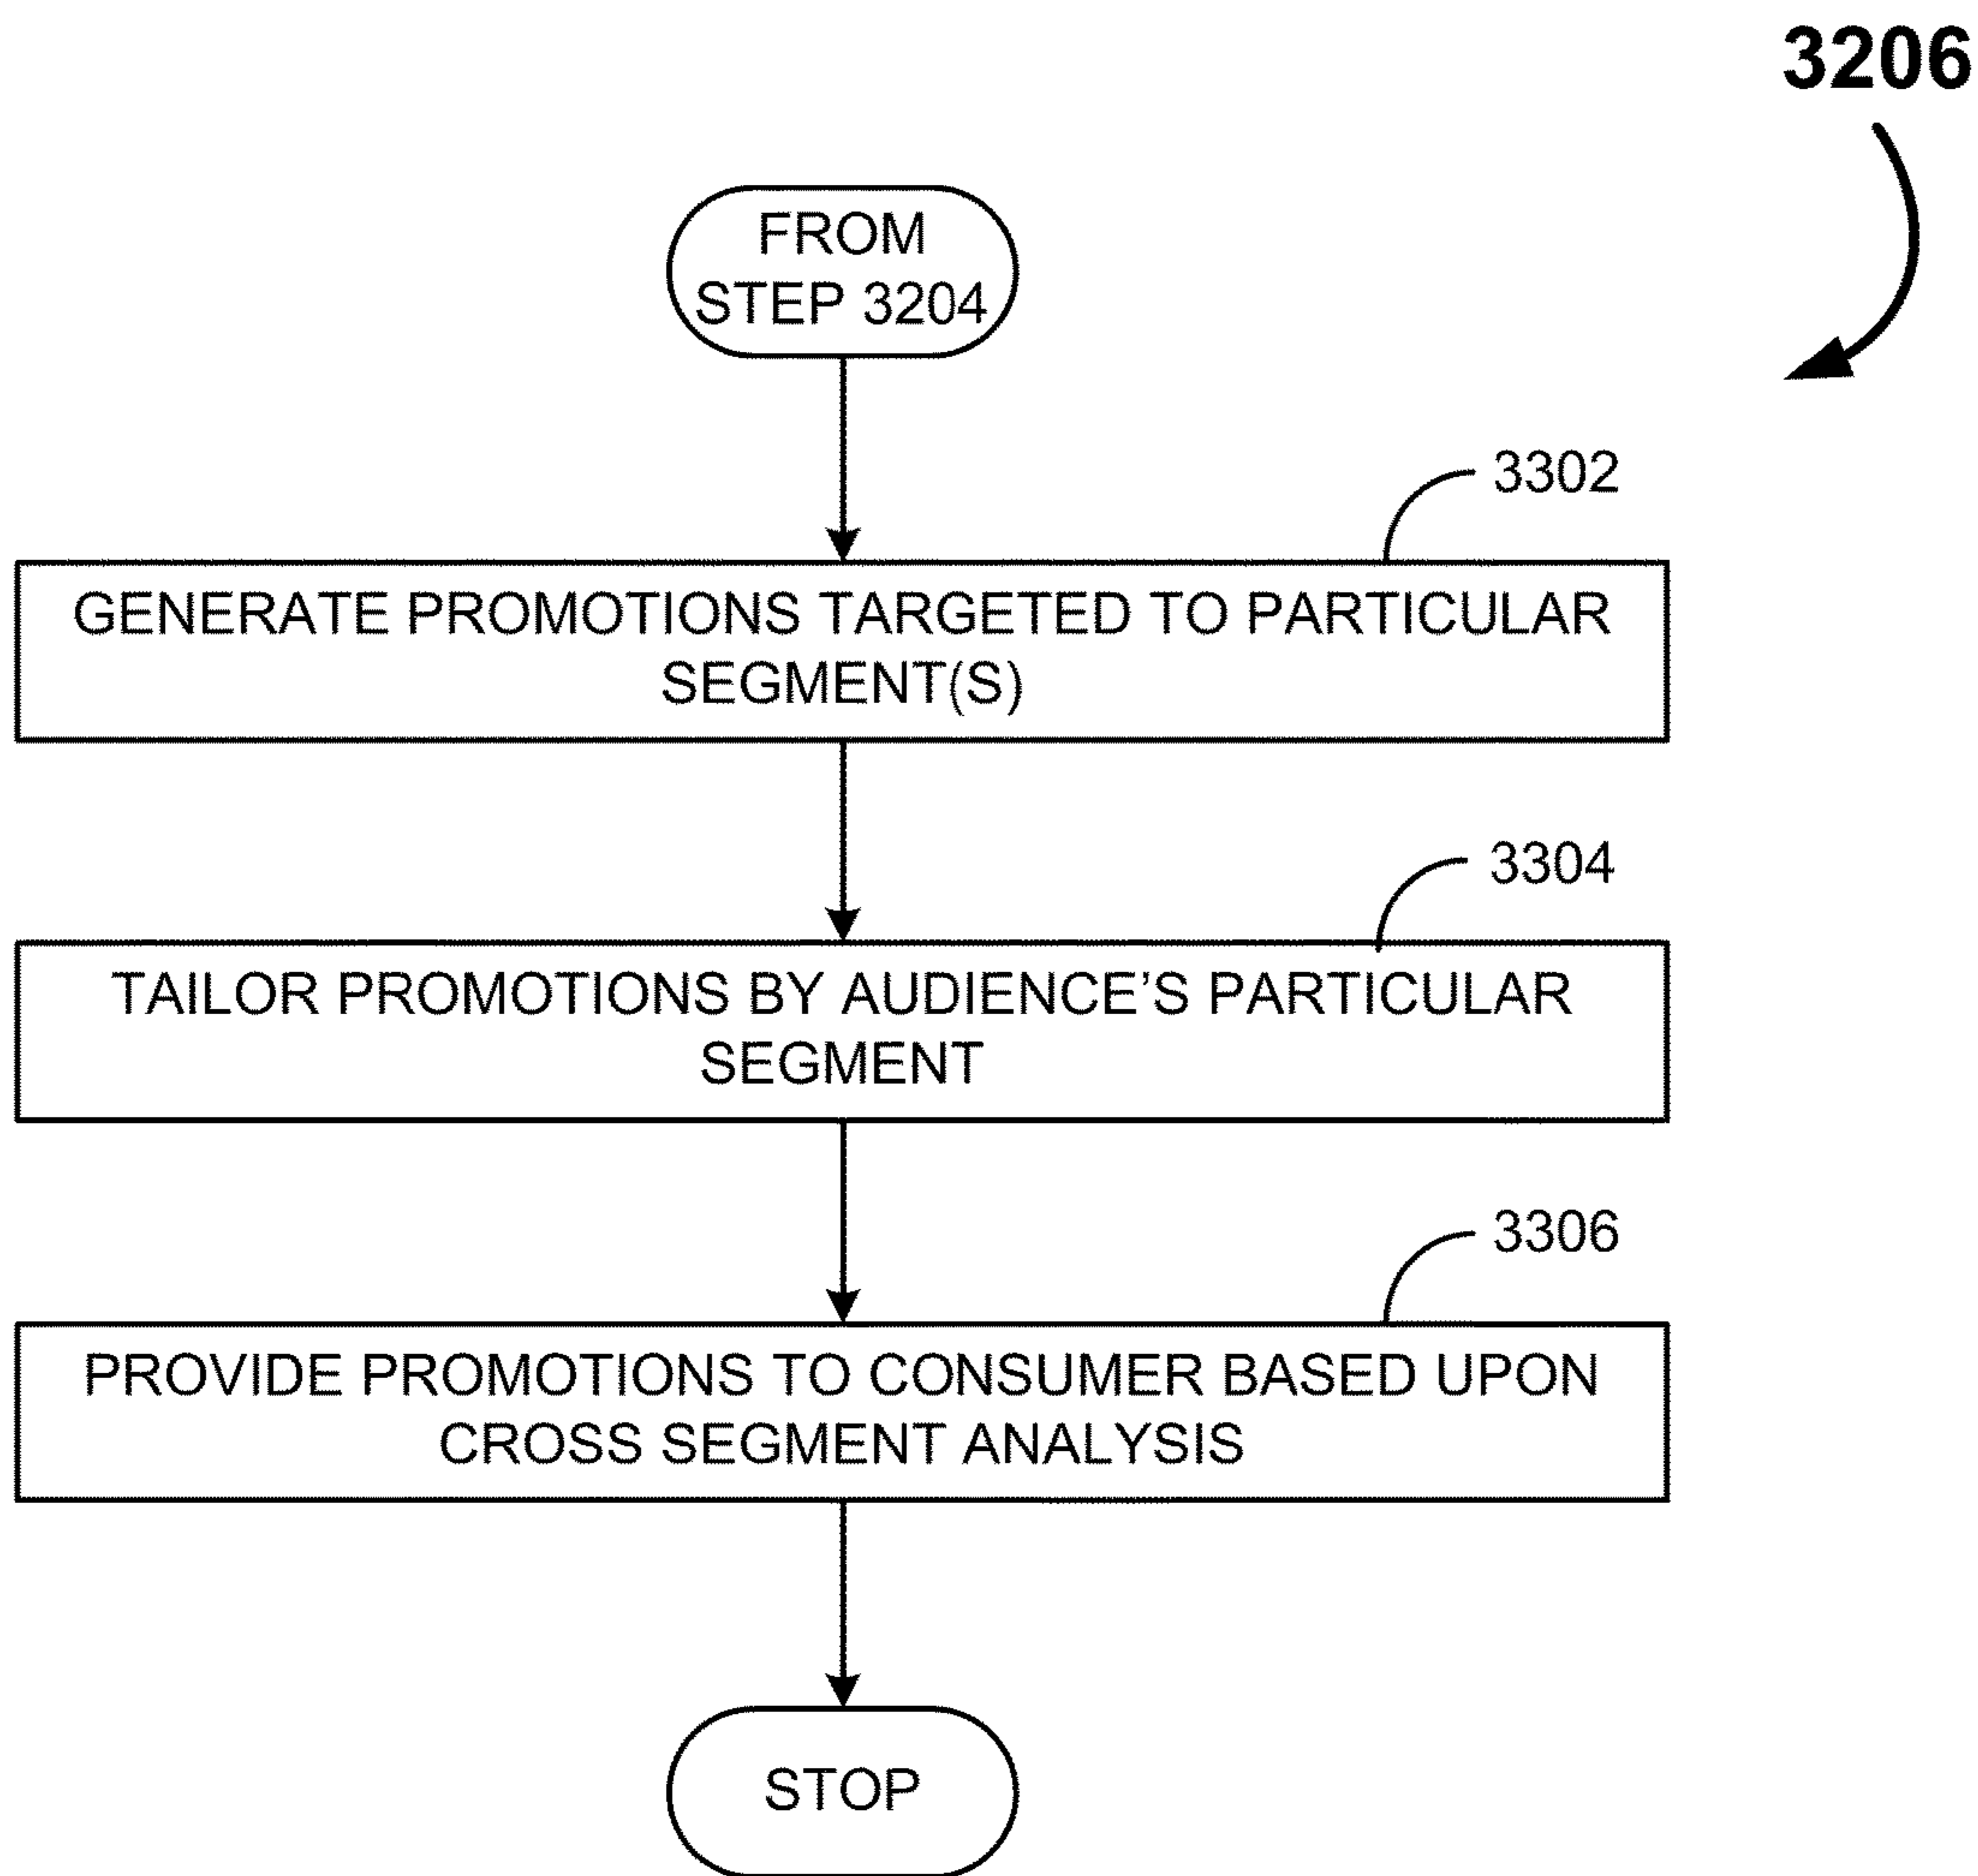 3206
FROM
STEP 3204
3302
GENERATE PROMOTIONS TARGETED TO PARTICULAR
SEGMENT(S)
3304
TAILOR PROMOTIONS BY AUDIENCE’S PARTICULAR
SEGMENT
3306
PROVIDE PROMOTIONS TO CONSUMER BASED UPON
CROSS SEGMENT ANALYSIS
STOP